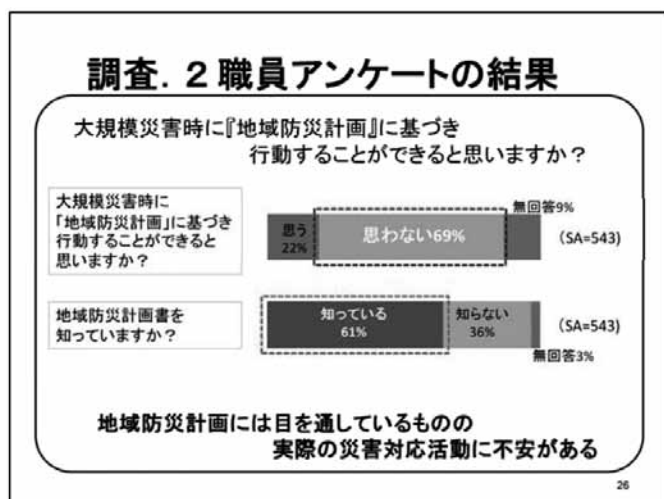 調査．２職員アンケートの結果
大規模災害時に『地域防災計画』に基づき
行動することができると思いますか？
大規模災害時に
「地域防災計画」に基づき
行動することができると
思いますか？
思う
22%
思わない69%
無回答9%
（SA=543）
地域防災計画書を
知っていますか？
知っている
61%
知らない
36%
（SA=543）
無回答3%
地域防災計画には目を通しているものの
実際の災害対応活動に不安がある
26